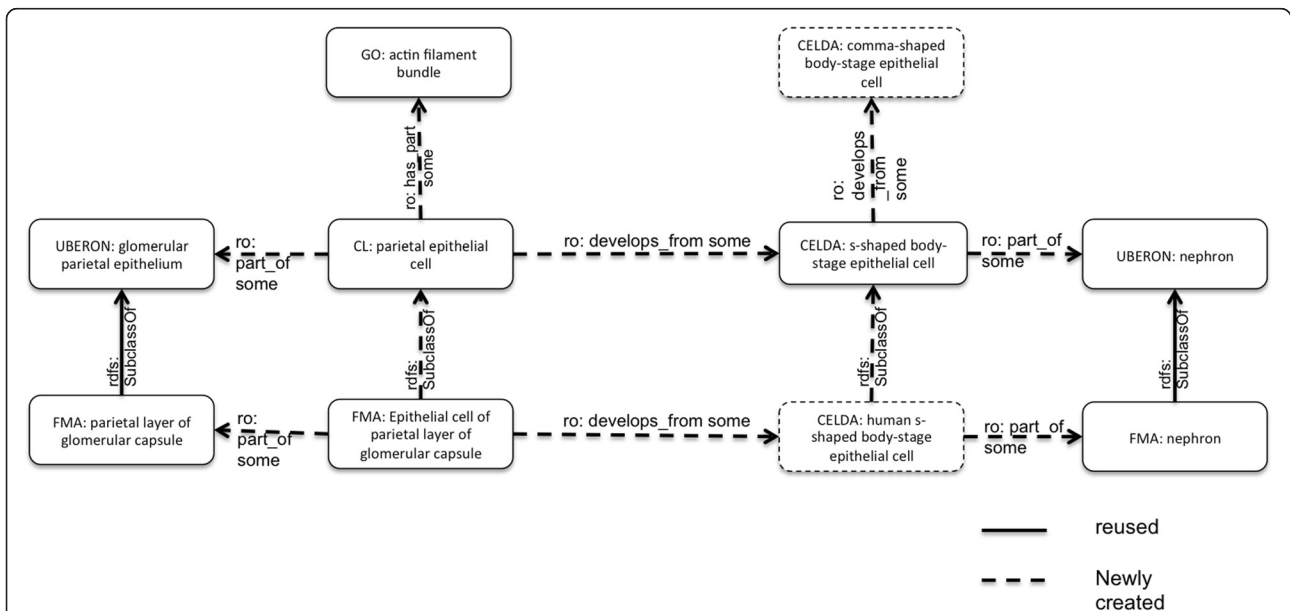 GO: actin filament
bundle
CELDA: comma-shaped
body-stage epithelial
cell
ro: has_part
some
ro:
develops
_from
some
UBERON: glomerular
parietal epithelium
ro:
part_of
some
CL: parietal epithelial
cell
ro: develops_from some
CELDA: s-shaped body-
stage epithelial cell
ro: part_of
some
UBERON: nephron
rdfs:
SubclassOf
rdfs:
SubclassOf
rdfs:
SubclassOf
rdfs:
SubclassOf
FMA: parietal layer of
glomerular capsule
ro:
part_of
some
FMA: Epithelial cell of
parietal layer of
glomerular capsule
ro: develops_from some
CELDA: human s-
shaped body-stage
epithelial cell
ro: part_of
some
FMA: nephron
reused
Newly
created